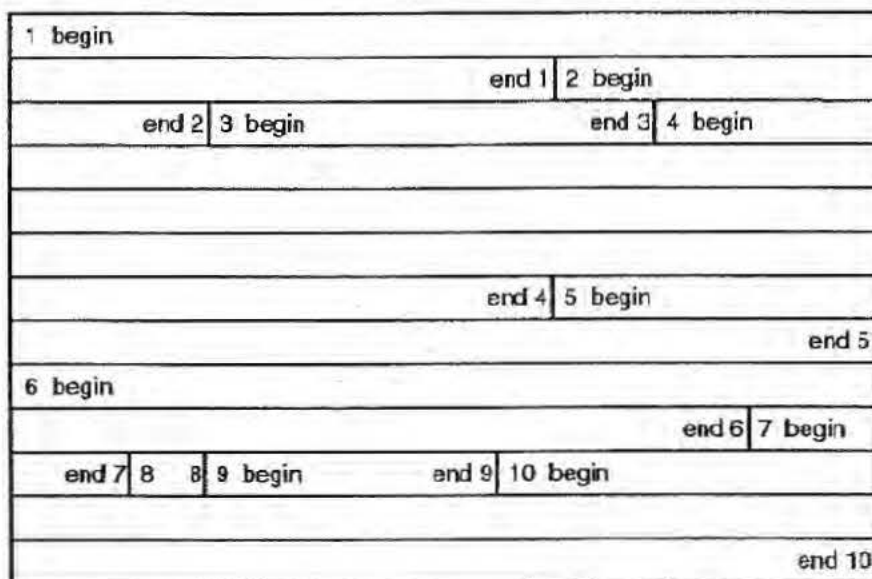 1 begin
end 1 2 begin
end 2 3 begin end 3 4 begin
end 4 5 begin
end 5
6 begin
end 6 7 begin
end 7 8 8 9 begin end 9 10 begin
end 10